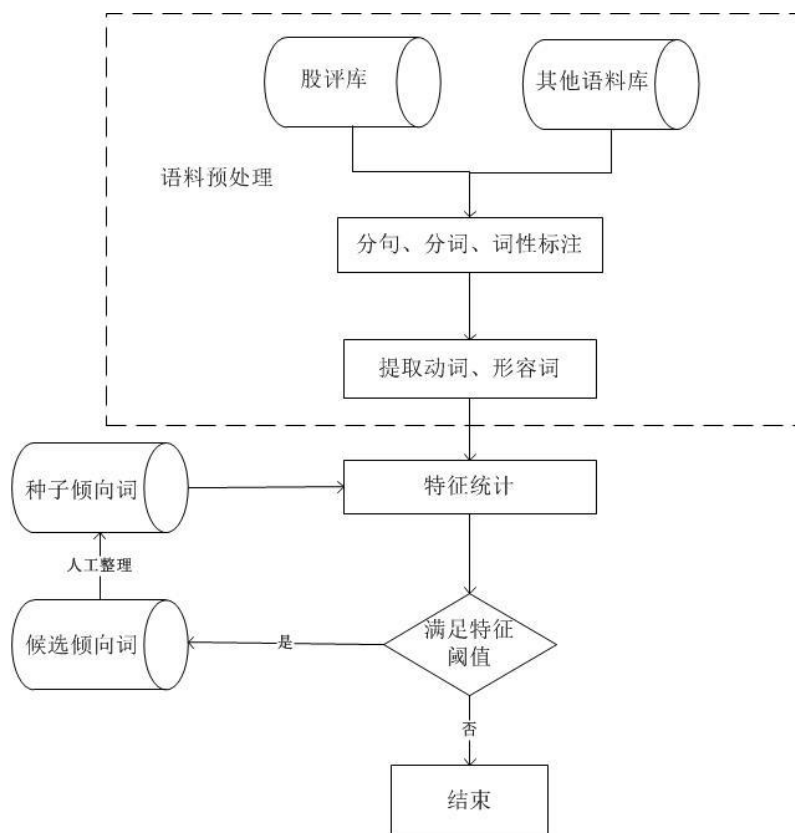 股评库
其他语料库
语料预处理
分句、分词、词性标注
提取动词、形容词
种子倾向词
特征统计
人工整理
候选倾向词
是
满足特征
阈值
否
结束